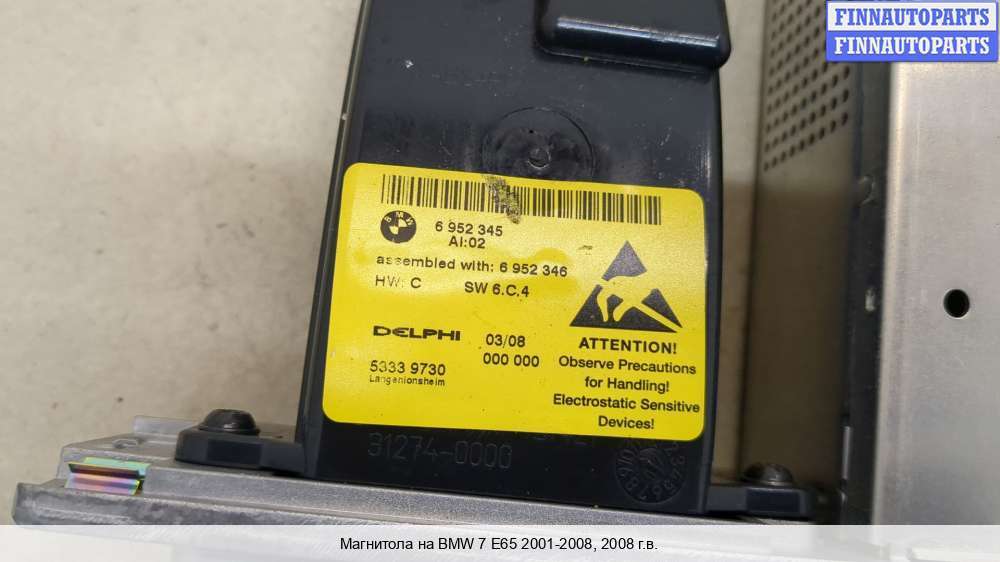 FINNAUTOPARTS
FINNAUTOPARTS
BMW
6 952 345
AI:02
assembled with: 6 952 346
HW: C SW 6.C.4
DELPHI 03/08
000 000
5333 9730
Langenlonsheim
ATTENTION!
Observe Precautions
for Handling!
Electrostatic Sensitive
Devices!
91274-0000
Магнитола на BMW 7 E65 2001-2008, 2008 г.в.